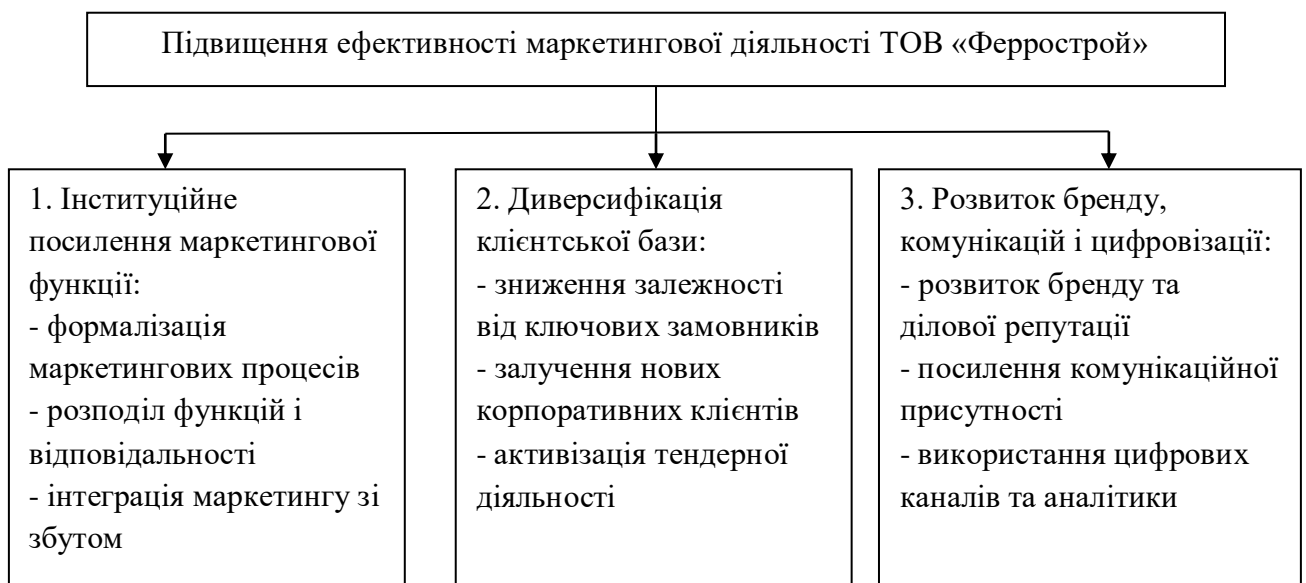 Підвищення ефективності маркетингової діяльності ТОВ «Феррострой»
1. Інституційне
посилення маркетингової
функції:
- формалізація
маркетингових процесів
- розподіл функцій і
відповідальності
- інтеграція маркетингу зі
збутом
2. Диверсифікація
клієнтської бази:
- зниження залежності
від ключових замовників
- залучення нових
корпоративних клієнтів
- активізація тендерної
діяльності
3. Розвиток бренду,
комунікацій і цифровізації:
- розвиток бренду та
ділової репутації
- посилення комунікаційної
присутності
- використання цифрових
каналів та аналітики